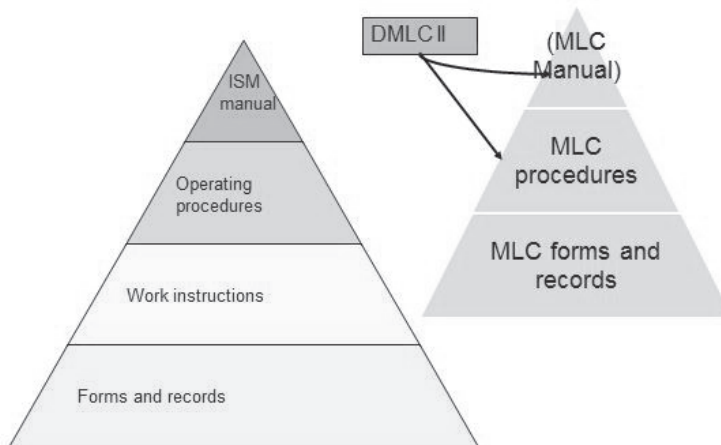 ISM
manual
Operating
procedures
Work instructions
Forms and records
DMLC II
(MLC
Manual)
MLC
procedures
MLC forms and
records